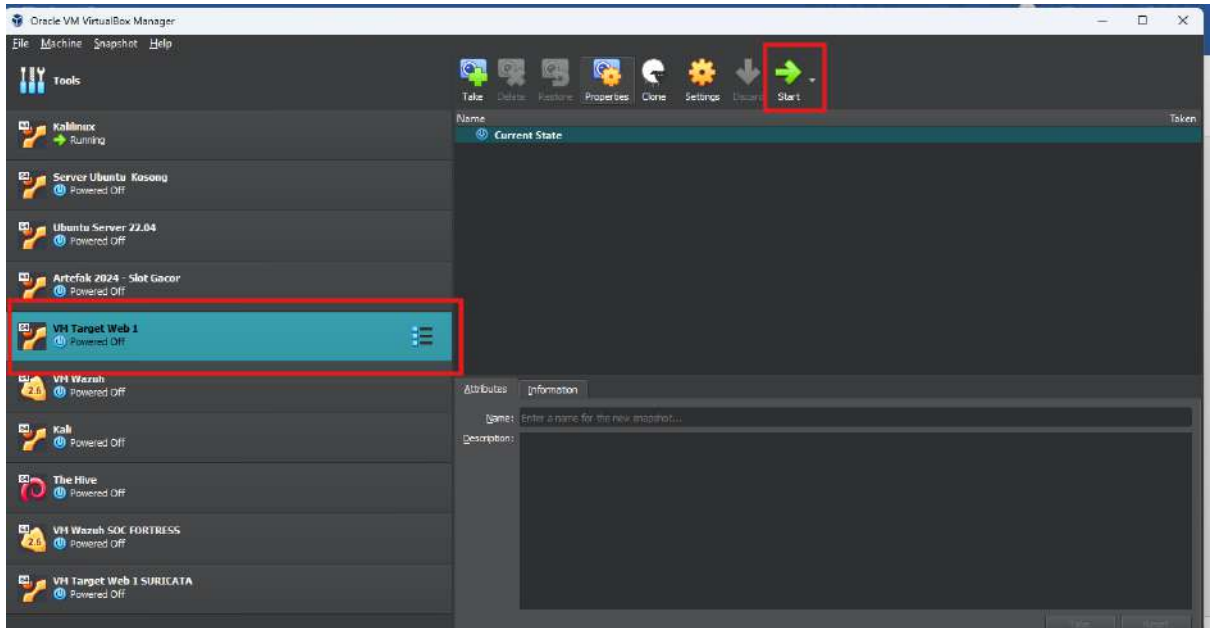 Oracle VM VirtualBox Manager
File Machine Snapshot Help
Tools
Take Delete Restore Properties Clone Settings Discard Start
Name Taken
Current State
Kalilinux
Running
Server Ubuntu Kosong
Powered Off
Ubuntu Server 22.04
Powered Off
Artefak 2024 - Slot Gacor
Powered Off
VM Target Web 1
Powered Off
VM Wazuh
Powered Off
Kali
Powered Off
The Hive
Powered Off
VM Wazuh SOC FORTRESS
Powered Off
VM Target Web 1 SURICATA
Powered Off
Attributes Information
Name: Enter a name for the new snapshot...
Description: